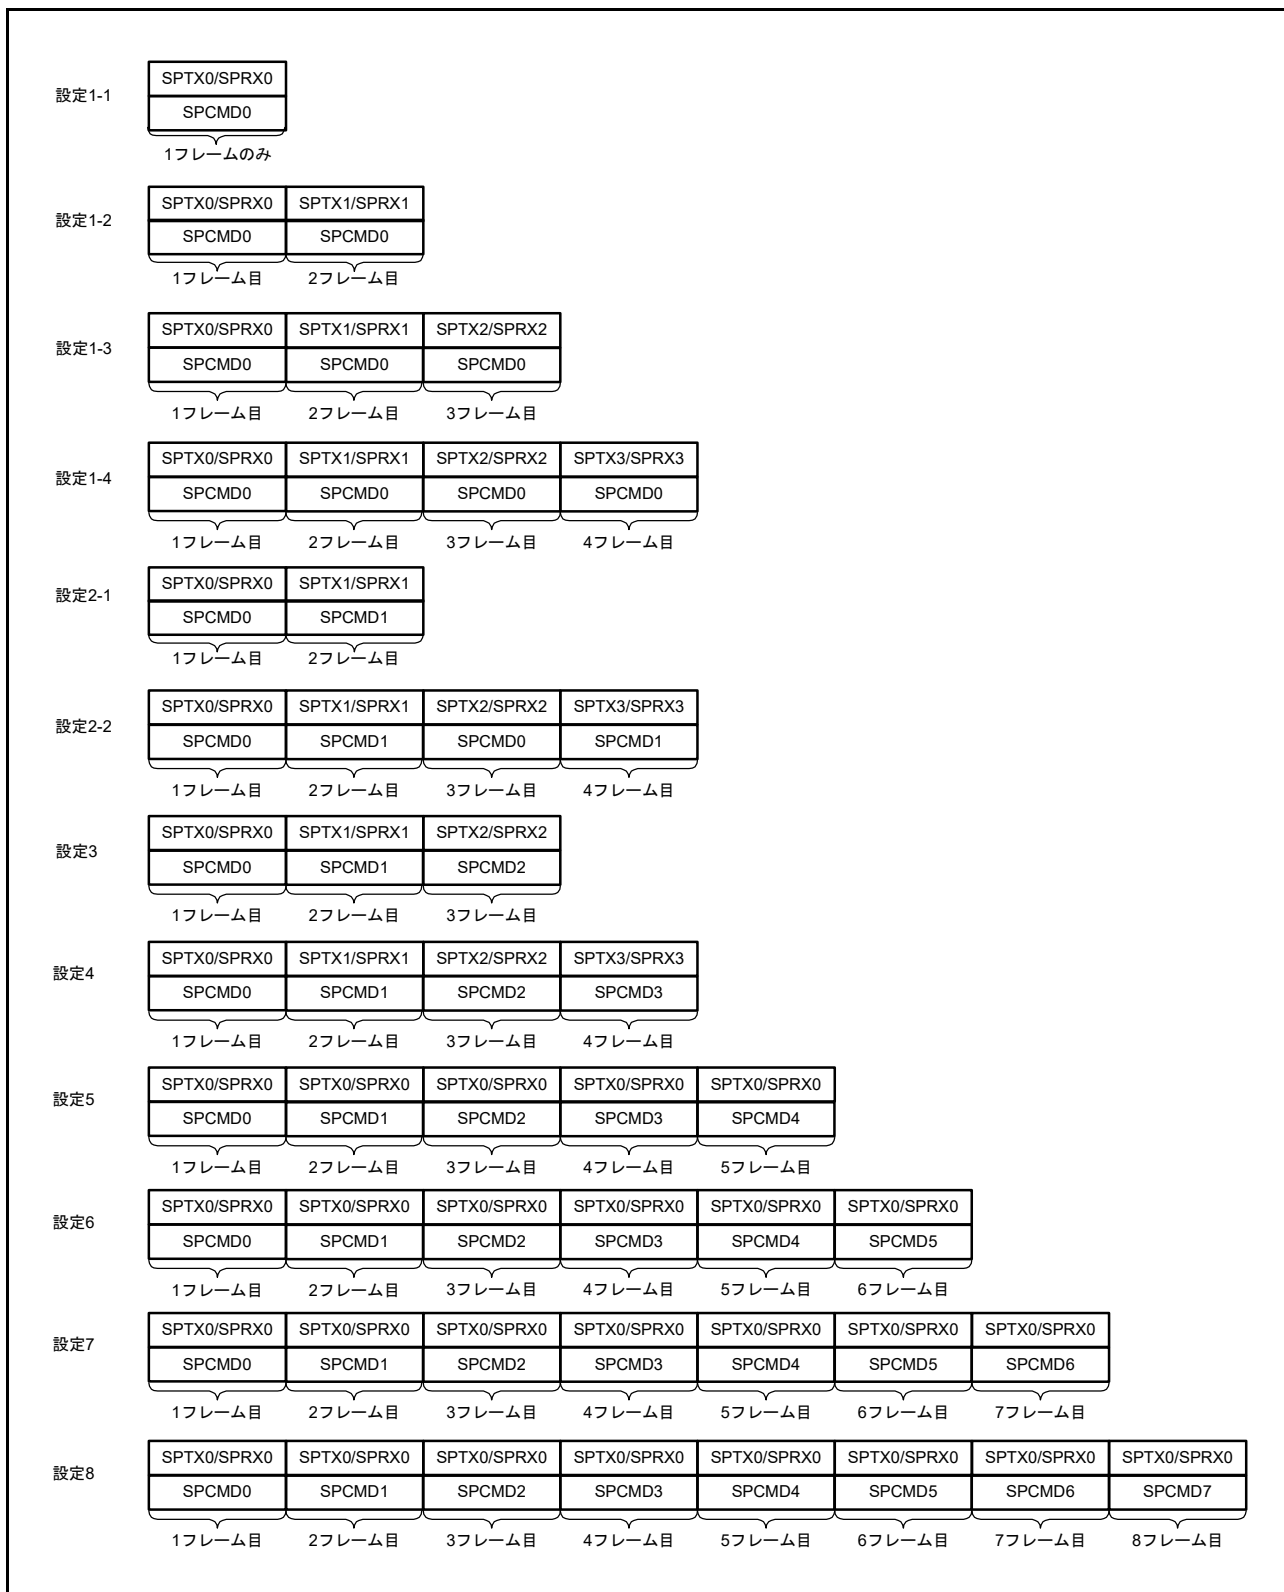 SPTX0/SPRX0
設定1-1
SPCMD0
1フレームのみ
SPTX0/SPRX0 SPTX1/SPRX1
設定1-2
SPCMD0 SPCMD0
1フレーム目 2フレーム目
SPTX0/SPRX0 SPTX1/SPRX1 SPTX2/SPRX2
設定1-3
SPCMD0 SPCMD0 SPCMD0
1フレーム目 2フレーム目 3フレーム目
SPTX0/SPRX0 SPTX1/SPRX1 SPTX2/SPRX2 SPTX3/SPRX3
設定1-4
SPCMD0 SPCMD0 SPCMD0 SPCMD0
1フレーム目 2フレーム目 3フレーム目 4フレーム目
SPTX0/SPRX0 SPTX1/SPRX1
設定2-1
SPCMD0 SPCMD1
1フレーム目 2フレーム目
SPTX0/SPRX0 SPTX1/SPRX1 SPTX2/SPRX2 SPTX3/SPRX3
設定2-2
SPCMD0 SPCMD1 SPCMD0 SPCMD1
1フレーム目 2フレーム目 3フレーム目 4フレーム目
SPTX0/SPRX0 SPTX1/SPRX1 SPTX2/SPRX2
設定3
SPCMD0 SPCMD1 SPCMD2
1フレーム目 2フレーム目 3フレーム目
SPTX0/SPRX0 SPTX1/SPRX1 SPTX2/SPRX2 SPTX3/SPRX3
設定4
SPCMD0 SPCMD1 SPCMD2 SPCMD3
1フレーム目 2フレーム目 3フレーム目 4フレーム目
SPTX0/SPRX0 SPTX0/SPRX0 SPTX0/SPRX0 SPTX0/SPRX0 SPTX0/SPRX0
設定5
SPCMD0 SPCMD1 SPCMD2 SPCMD3 SPCMD4
1フレーム目 2フレーム目 3フレーム目 4フレーム目 5フレーム目
SPTX0/SPRX0 SPTX0/SPRX0 SPTX0/SPRX0 SPTX0/SPRX0 SPTX0/SPRX0 SPTX0/SPRX0
設定6
SPCMD0 SPCMD1 SPCMD2 SPCMD3 SPCMD4 SPCMD5
1フレーム目 2フレーム目 3フレーム目 4フレーム目 5フレーム目 6フレーム目
SPTX0/SPRX0 SPTX0/SPRX0 SPTX0/SPRX0 SPTX0/SPRX0 SPTX0/SPRX0 SPTX0/SPRX0 SPTX0/SPRX0
設定7
SPCMD0 SPCMD1 SPCMD2 SPCMD3 SPCMD4 SPCMD5 SPCMD6
1フレーム目 2フレーム目 3フレーム目 4フレーム目 5フレーム目 6フレーム目 7フレーム目
SPTX0/SPRX0 SPTX0/SPRX0 SPTX0/SPRX0 SPTX0/SPRX0 SPTX0/SPRX0 SPTX0/SPRX0 SPTX0/SPRX0 SPTX0/SPRX0
設定8
SPCMD0 SPCMD1 SPCMD2 SPCMD3 SPCMD4 SPCMD5 SPCMD6 SPCMD7
1フレーム目 2フレーム目 3フレーム目 4フレーム目 5フレーム目 6フレーム目 7フレーム目 8フレーム目